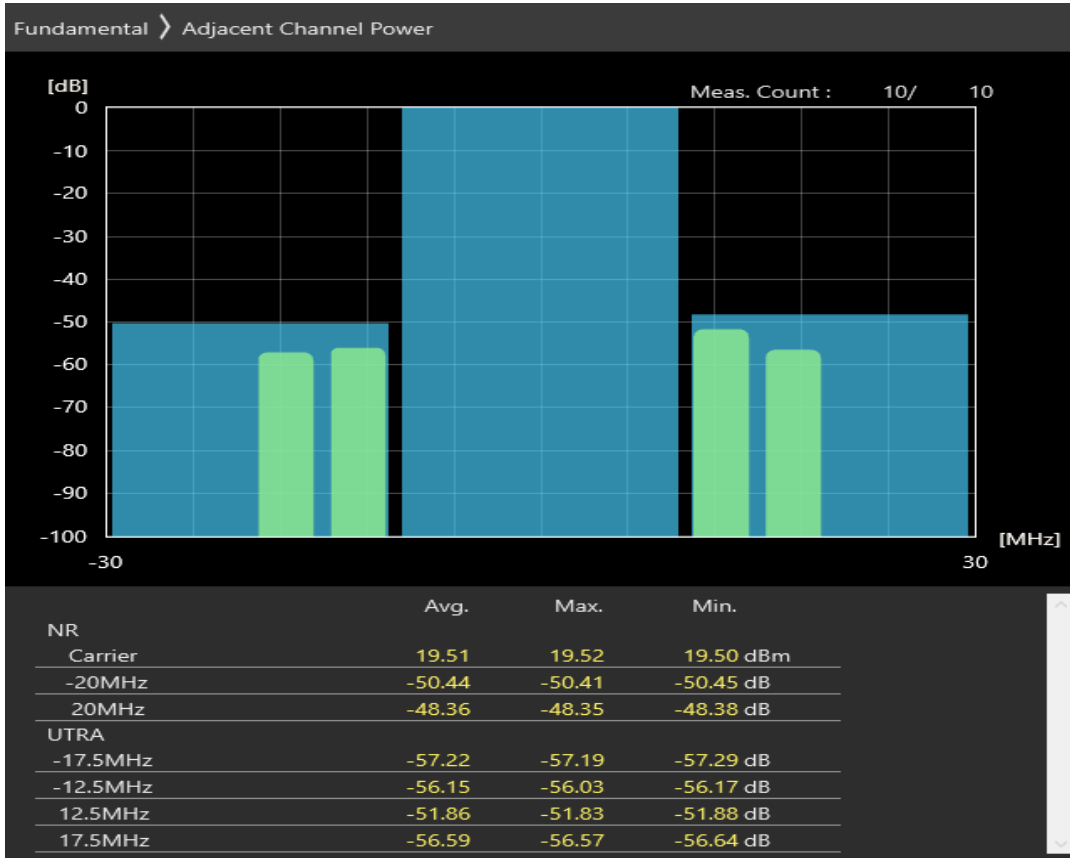 Fundamental ❭ Adjacent Channel Power
[dB]
Meas. Count : 10/ 10
0
-10
-20
-30
-40
-50
-60
-70
-80
-90
-100
[MHz]
-30 30
Avg. Max. Min.
NR
Carrier 19.51 19.52 19.50 dBm
-20MHz -50.44 -50.41 -50.45 dB
20MHz -48.36 -48.35 -48.38 dB
UTRA
-17.5MHz -57.22 -57.19 -57.29 dB
-12.5MHz -56.15 -56.03 -56.17 dB
12.5MHz -51.86 -51.83 -51.88 dB
17.5MHz -56.59 -56.57 -56.64 dB